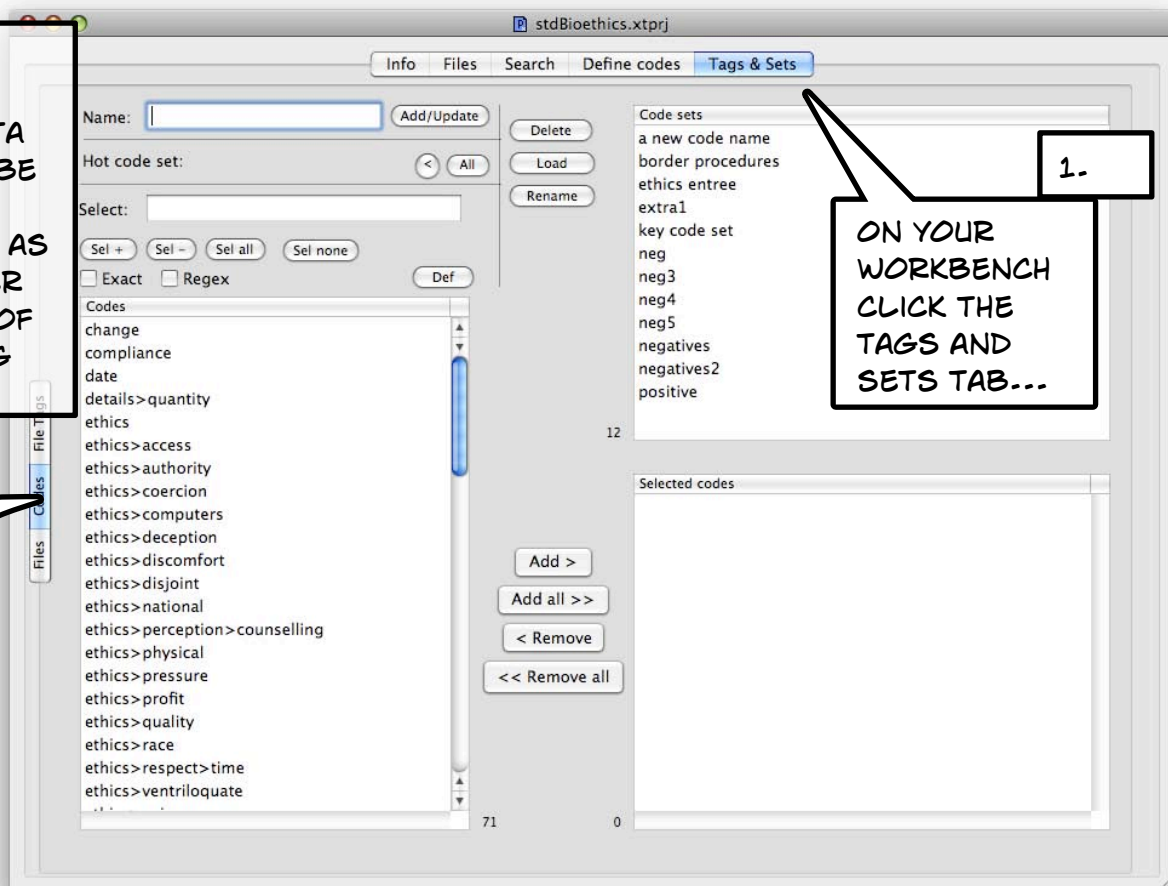 stdBioethics.xtprj
Info Files Search Define codes Tags & Sets
TA
BE
AS
R
OF
G
Name: Add/Update
Hot code set: < All
Select:
Sel + Sel - Sel all Sel none
Exact Regex Def
Codes
change
compliance
date
details>quantity
ethics
ethics>access
ethics>authority
ethics>coercion
ethics>computers
ethics>deception
ethics>discomfort
ethics>disjoint
ethics>national
ethics>perception>counselling
ethics>physical
ethics>pressure
ethics>profit
ethics>quality
ethics>race
ethics>respect>time
ethics>ventriloquate
71
File Tags
Codes
Files
Delete
Load
Rename
Code sets
a new code name
border procedures
ethics entree
extra1
key code set
neg
neg3
neg4
neg5
negatives
negatives2
positive
12
1.
ON YOUR
WORKBENCH
CLICK THE
TAGS AND
SETS TAB...
Add >
Add all >>
< Remove
<< Remove all
Selected codes
0